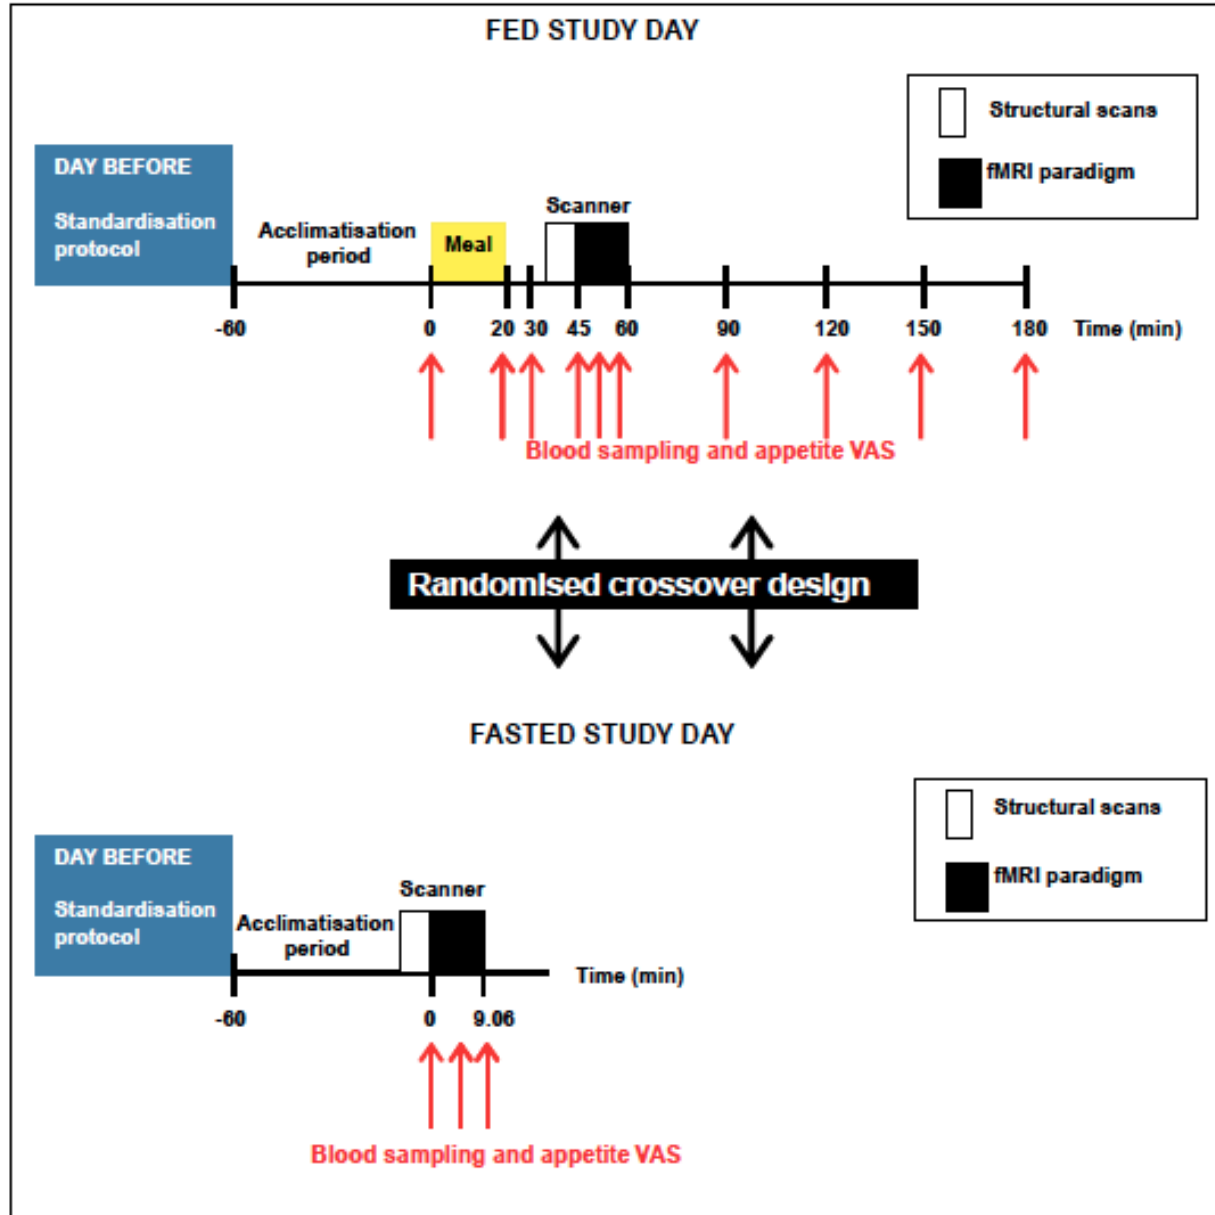 FED STUDY DAY
Structural scans
fMRI paradigm
DAY BEFORE
Standardisation
protocol
Acclimatisation
period
Meal
Scanner
-60
0
20
30
45
60
90
120
150
180
Time (min)
Blood sampling and appetite VAS
Randomised crossover design
FASTED STUDY DAY
Structural scans
fMRI paradigm
DAY BEFORE
Standardisation
protocol
Acclimatisation
period
Scanner
Time (min)
-60
0
9.06
Blood sampling and appetite VAS